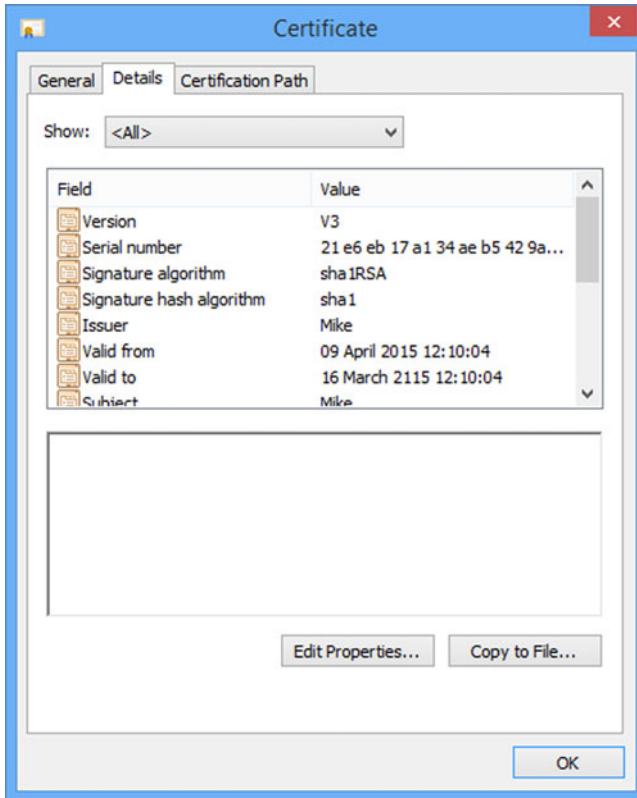 Certificate
General Details Certification Path
Show: <All>
Field Value
Version V3
Serial number 21 e6 eb 17 a1 34 ae b5 42 9a...
Signature algorithm sha1RSA
Signature hash algorithm sha1
Issuer Mike
Valid from 09 April 2015 12:10:04
Valid to 16 March 2115 12:10:04
Subject Mike
Edit Properties... Copy to File...
OK